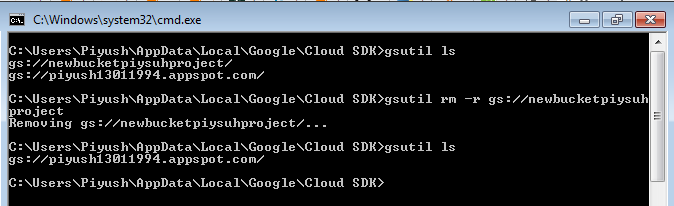 C:\Windows\system32\cmd.exe
C:\Users\Piyush\AppData\Local\Google\Cloud SDK>gsutil ls
gs://newbucketpiysuhproject/
gs://piyush13011994.appspot.com/
C:\Users\Piyush\AppData\Local\Google\Cloud SDK>gsutil rm -r gs://newbucketpiysuh
project
Removing gs://newbucketpiysuhproject/...
C:\Users\Piyush\AppData\Local\Google\Cloud SDK>gsutil ls
gs://piyush13011994.appspot.com/
C:\Users\Piyush\AppData\Local\Google\Cloud SDK>